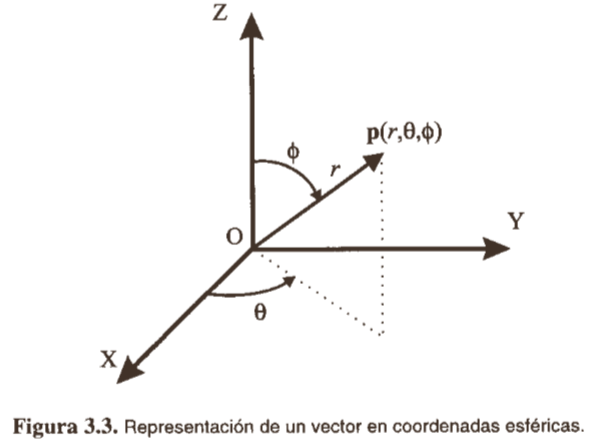 Z
p(r,θ,ϕ)
ϕ
r
Y
O
θ
X
Figura 3.3. Representación de un vector en coordenadas esféricas.